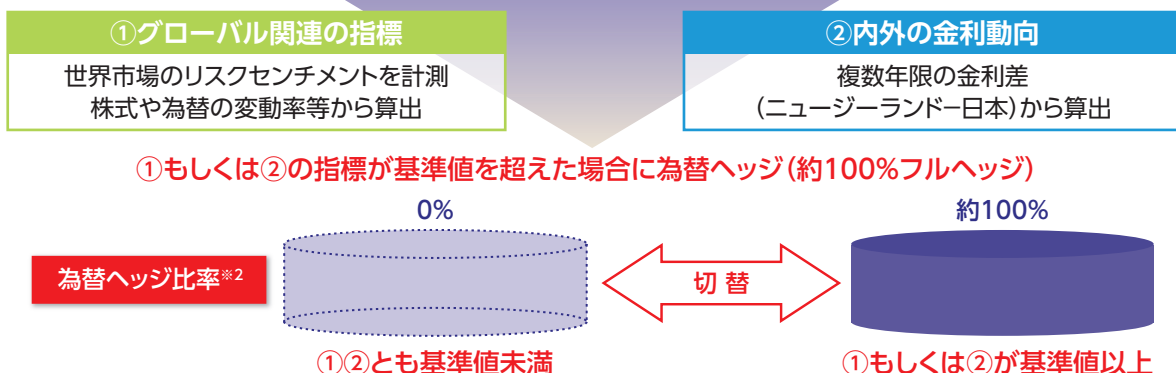 ①グローバル関連の指標
世界市場のリスクセンチメントを計測
株式や為替の変動率等から算出
②内外の金利動向
複数年限の金利差
(ニュージーランドー日本)から算出
①もしくは②の指標が基準値を超えた場合に為替ヘッジ(約100%フルヘッジ)
0%
約100%
為替ヘッジ比率※2
切替
①②とも基準値未満
①もしくは②が基準値以上